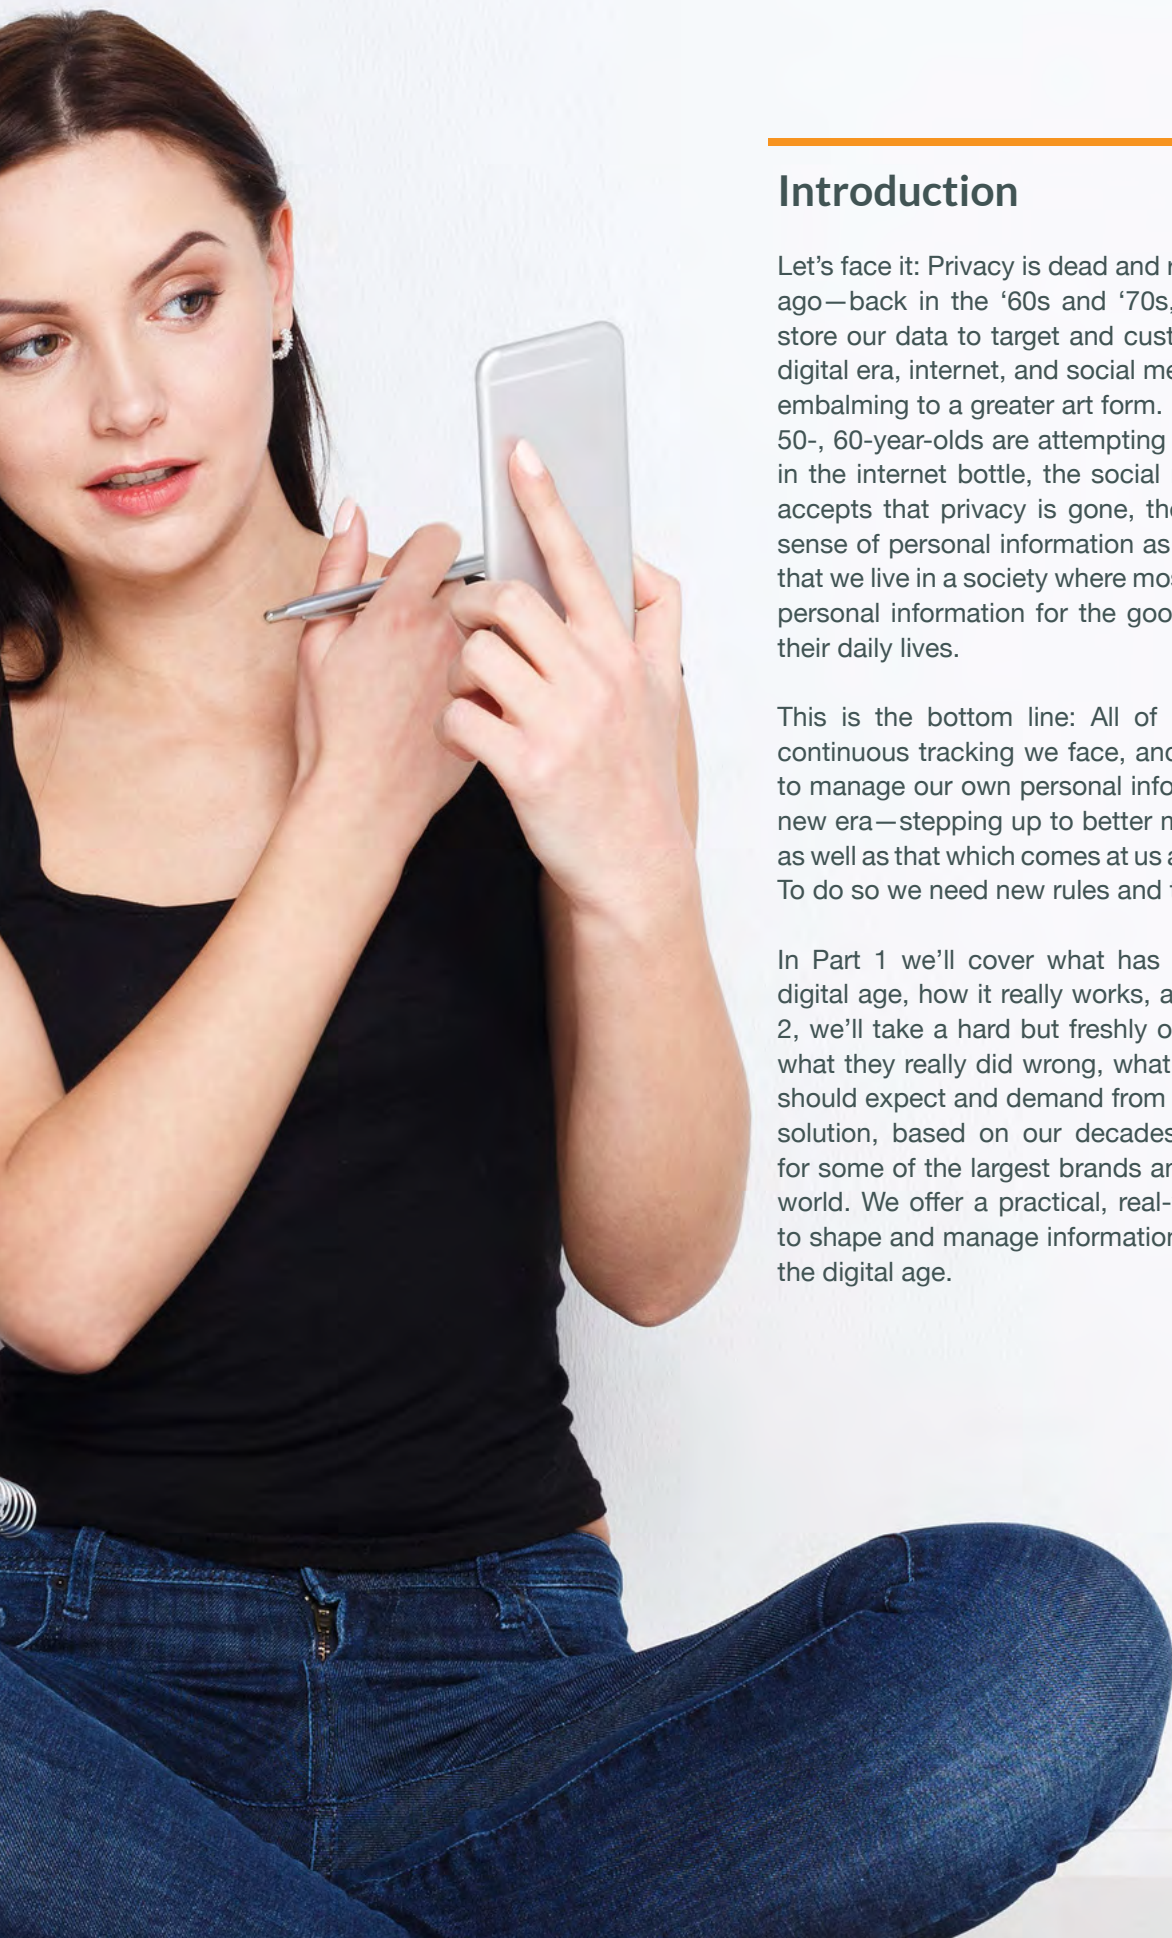 Introduction
Let’s face it: Privacy is dead and
ago—back in the ‘60s and ‘70s,
store our data to target and
digital era, internet, and social
embalming to a greater art form.
50-, 60-year-olds are attempting
in the internet bottle, the social
accepts that privacy is gone,
sense of personal information as
that we live in a society where
personal information for the
their daily lives.
This is the bottom line: All of
continuous tracking we face,
to manage our own personal
new era—stepping up to better
as well as that which comes at us
To do so we need new rules and
In Part 1 we’ll cover what has
digital age, how it really works,
2, we’ll take a hard but freshly
what they really did wrong, what
should expect and demand from
solution, based on our decades
for some of the largest brands
world. We offer a practical, real-
to shape and manage information
the digital age.